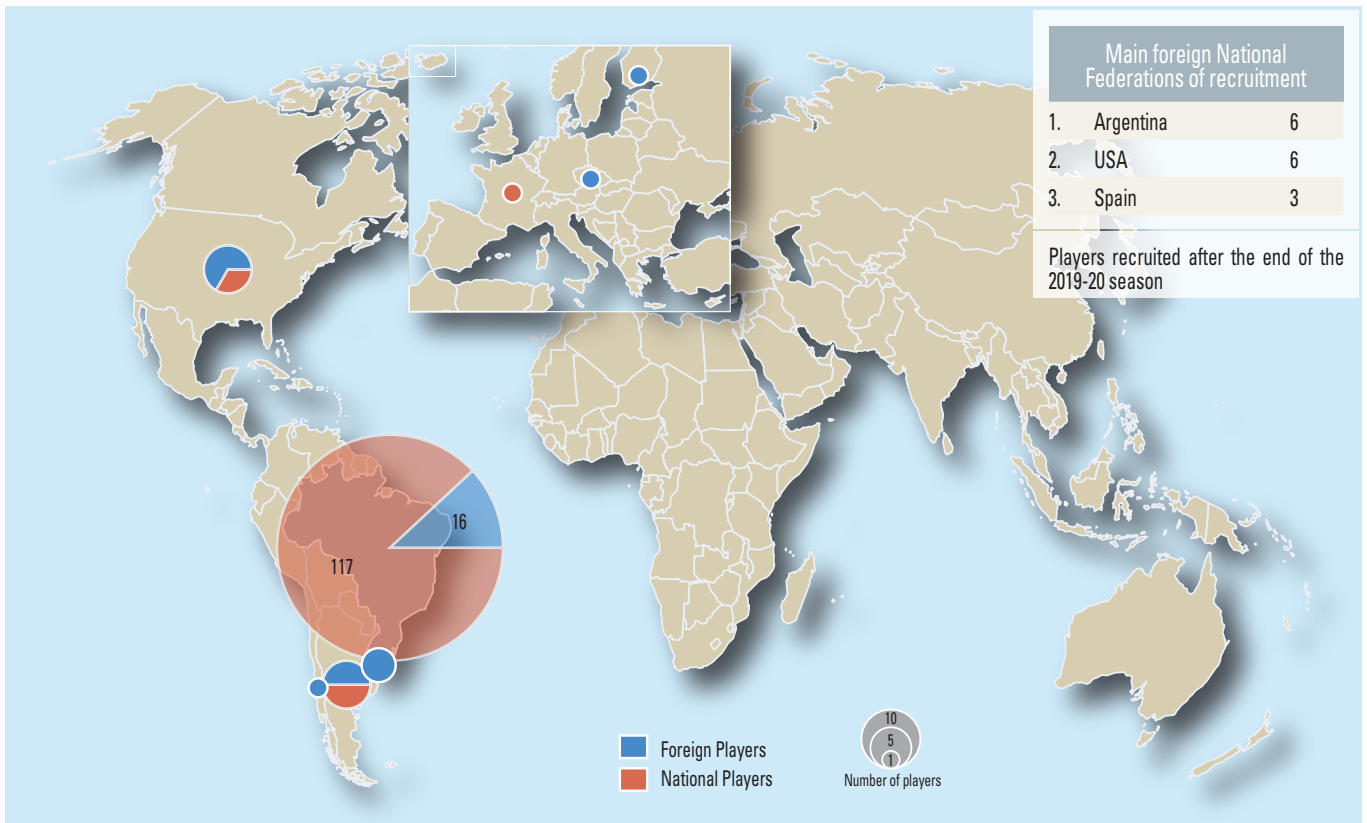 Main foreign National
Federations of recruitment
1. Argentina 6
2. USA 6
3. Spain 3
Players recruited after the end of the
2019-20 season
16
117
Foreign Players
National Players
10
5
1
Number of players